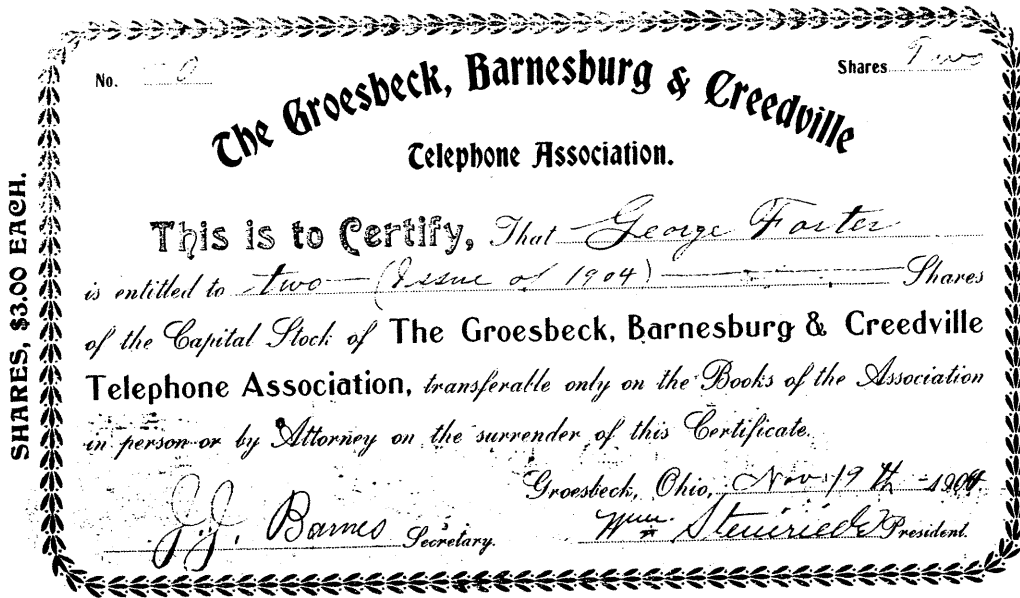 No.
Shares Two
The Groesbeck, Barnesburg & Creedville
Telephone Association.
This is to Certify, That George Foster
is entitled to two (Issue of 1904) Shares
of the Capital Stock of The Groesbeck, Barnesburg & Creedville
Telephone Association, transferable only on the Books of the Association
in person or by Attorney on the surrender of this Certificate.
Groesbeck, Ohio, Nov. 19th 1904
J.J. Barnes Secretary.
Wm. President.
SHARES, $3.00 EACH.